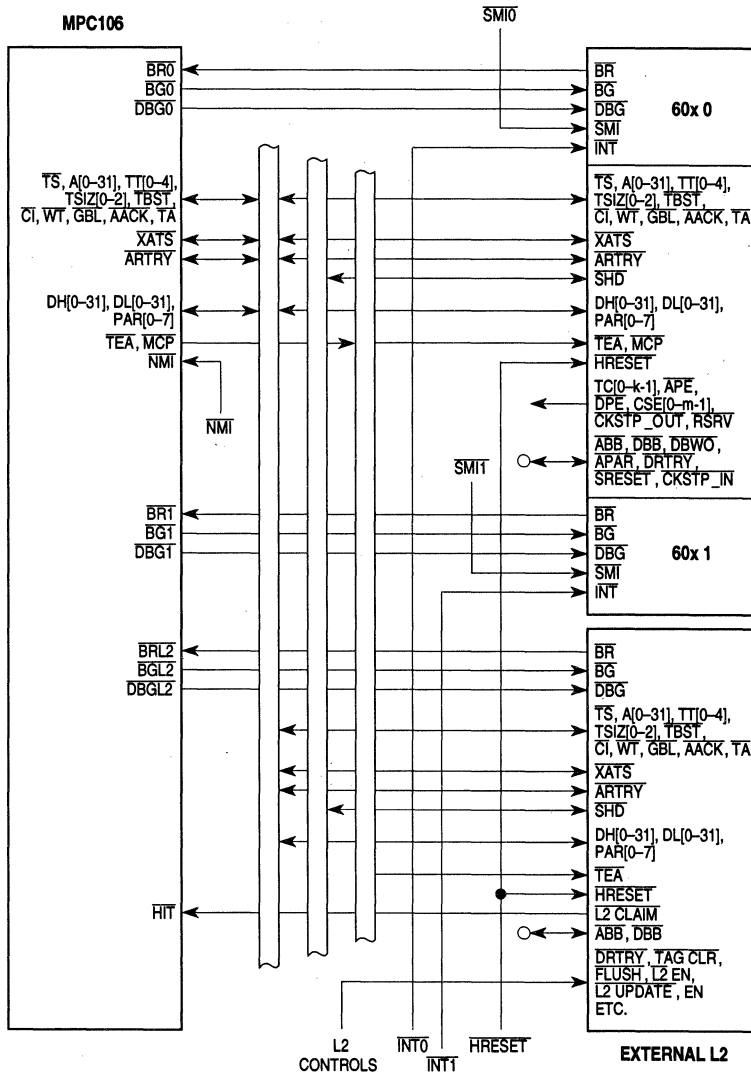 MPC106
SMI0
BR0
BG0
DBG0
TS, A[0–31], TT[0–4],
TSIZ[0–2], TBST,
CI, WT, GBL, AACK, TA
XATS
ARTRY
DH[0–31], DL[0–31],
PAR[0–7]
TEA, MCP
NMI
NMI
BR1
BG1
DBG1
BRL2
BGL2
DBGL2
HIT
BR
BG
DBG
SMI
INT
60x 0
TS, A[0–31], TT[0–4],
TSIZ[0–2], TBST,
CI, WT, GBL, AACK, TA
XATS
ARTRY
SHD
DH[0–31], DL[0–31],
PAR[0–7]
TEA, MCP
HRESET
TC[0–k-1], APE,
DPE, CSE[0–m-1],
CKSTP_OUT, RSRV
ABB, DBB, DBWO,
APAR, DRTRY,
SRESET, CKSTP_IN
SMI1
BR
BG
DBG
SMI
INT
60x 1
BR
BG
DBG
TS, A[0–31], TT[0–4],
TSIZ[0–2], TBST,
CI, WT, GBL, AACK, TA
XATS
ARTRY
SHD
DH[0–31], DL[0–31],
PAR[0–7]
TEA
HRESET
L2 CLAIM
ABB, DBB
DRTRY, TAG CLR,
FLUSH, L2 EN,
L2 UPDATE, EN
ETC.
L2
CONTROLS
INT0
INT1
HRESET
EXTERNAL L2